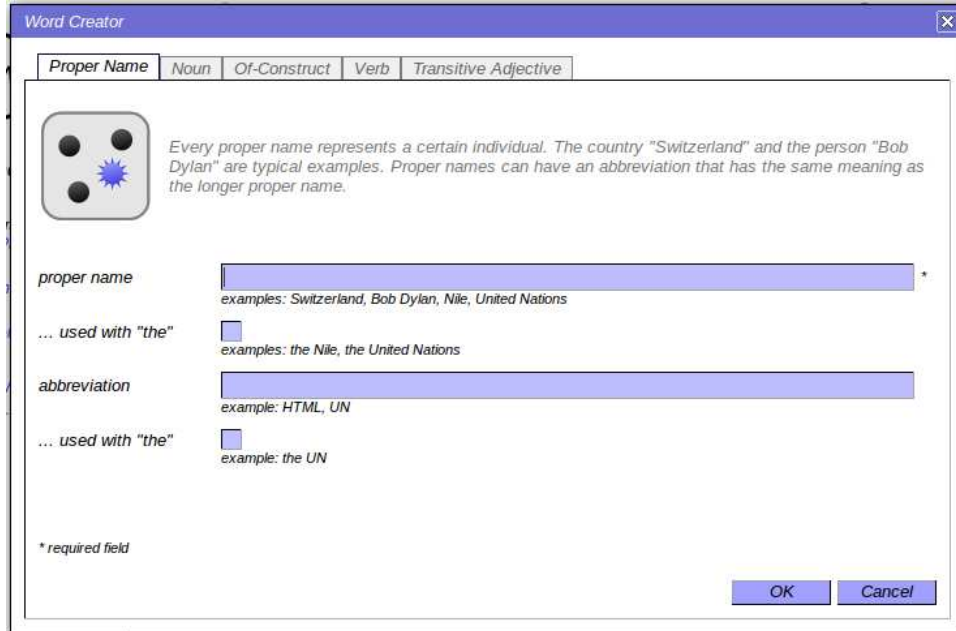 Word Creator
Proper Name Noun Of-Construct Verb Transitive Adjective
Every proper name represents a certain individual. The country "Switzerland" and the person "Bob
Dylan" are typical examples. Proper names can have an abbreviation that has the same meaning as
the longer proper name.
proper name *
examples: Switzerland, Bob Dylan, Nile, United Nations
... used with "the"
examples: the Nile, the United Nations
abbreviation
example: HTML, UN
... used with "the"
example: the UN
* required field
OK Cancel